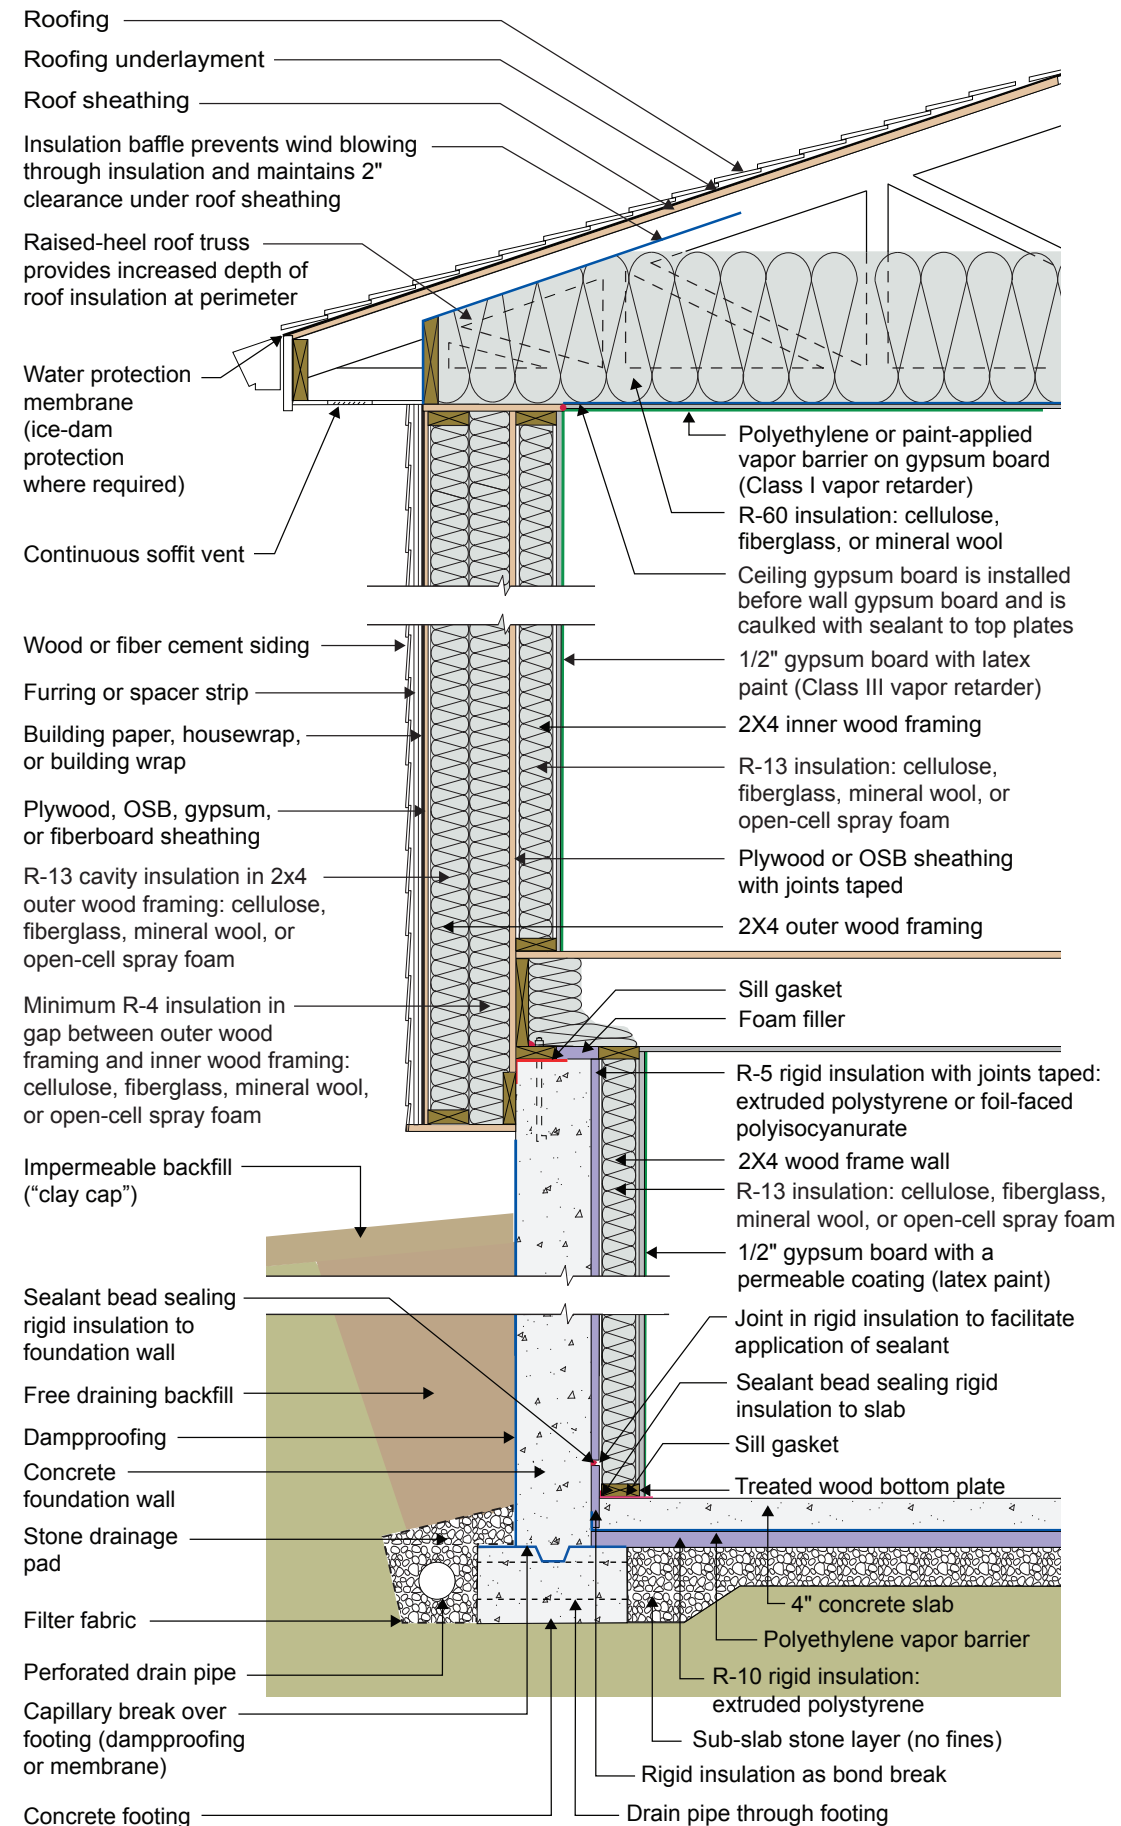 Roofing
Roofing underlayment
Roof sheathing
Insulation baffle prevents wind blowing
through insulation and maintains 2"
clearance under roof sheathing
Raised-heel roof truss
provides increased depth of
roof insulation at perimeter
Water protection
membrane
(ice-dam
protection
where required)
Continuous soffit vent
Wood or fiber cement siding
Furring or spacer strip
Building paper, housewrap,
or building wrap
Plywood, OSB, gypsum,
or fiberboard sheathing
R-13 cavity insulation in 2x4
outer wood framing: cellulose,
fiberglass, mineral wool, or
open-cell spray foam
Minimum R-4 insulation in
gap between outer wood
framing and inner wood framing:
cellulose, fiberglass, mineral wool,
or open-cell spray foam
Impermeable backfill
(“clay cap”)
Sealant bead sealing
rigid insulation to
foundation wall
Free draining backfill
Dampproofing
Concrete
foundation wall
Stone drainage
pad
Filter fabric
Perforated drain pipe
Capillary break over
footing (dampproofing
or membrane)
Concrete footing
Polyethylene or paint-applied
vapor barrier on gypsum board
(Class I vapor retarder)
R-60 insulation: cellulose,
fiberglass, or mineral wool
Ceiling gypsum board is installed
before wall gypsum board and is
caulked with sealant to top plates
1/2" gypsum board with latex
paint (Class III vapor retarder)
2X4 inner wood framing
R-13 insulation: cellulose,
fiberglass, mineral wool, or
open-cell spray foam
Plywood or OSB sheathing
with joints taped
2X4 outer wood framing
Sill gasket
Foam filler
R-5 rigid insulation with joints taped:
extruded polystyrene or foil-faced
polyisocyanurate
2X4 wood frame wall
R-13 insulation: cellulose, fiberglass,
mineral wool, or open-cell spray foam
1/2" gypsum board with a
permeable coating (latex paint)
Joint in rigid insulation to facilitate
application of sealant
Sealant bead sealing rigid
insulation to slab
Sill gasket
Treated wood bottom plate
4" concrete slab
Polyethylene vapor barrier
R-10 rigid insulation:
extruded polystyrene
Sub-slab stone layer (no fines)
Rigid insulation as bond break
Drain pipe through footing